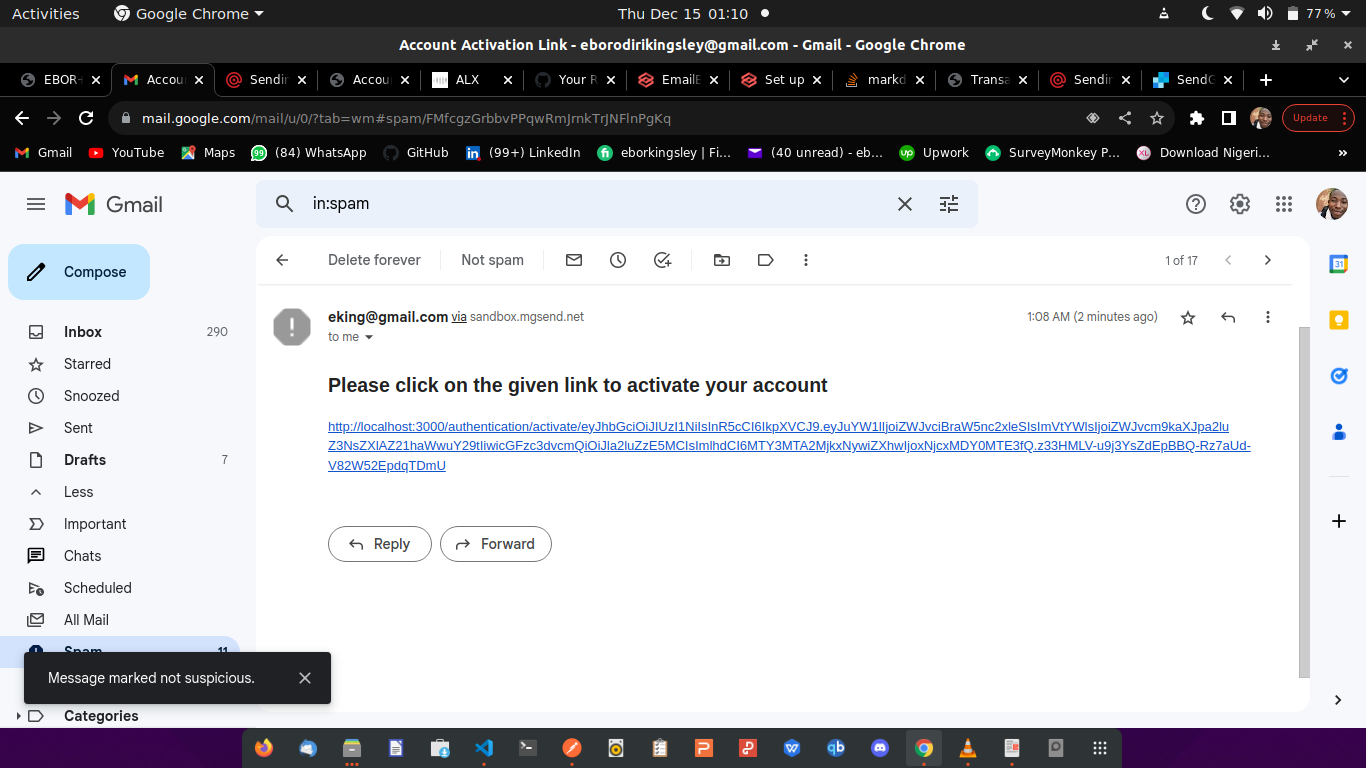 Activities
Google Chrome
Thu Dec 15 01:10
77%
Account Activation Link - eborodirikingsley@gmail.com - Gmail - Google Chrome
EBOR-
Accou
Sendin
Accou
ALX
Your R
EmailE
Set up
markd
Transa
Sendin
SendG
mail.google.com/mail/u/0/?tab=wm#spam/FMfcgzGrbbvPPqwRmJrnkTrJNFlnPgKq
Update
Gmail
YouTube
Maps
(84) WhatsApp
GitHub
(99+) LinkedIn
eborkingsley | Fi...
(40 unread) - eb...
Upwork
SurveyMonkey P...
Download Nigeri...
Gmail
in:spam
Compose
Delete forever
Not spam
1 of 17
Inbox 290
Starred
Snoozed
Sent
Drafts 7
Less
Important
Chats
Scheduled
All Mail
Spam 11
Categories
eking@gmail.com via sandbox.mgsend.net
1:08 AM (2 minutes ago)
to me
Please click on the given link to activate your account
http://localhost:3000/authentication/activate/eyJhbGciOiJIUzI1NiIsInR5cCI6IkpXVCJ9.eyJuYW1lIjoiZWJvciBraW5nc2xleSIsImVtYWlsIjoiZWJvcm9kaXJpa2lu
Z3NsZXlAZ21haWwuY29tIiwicGFzc3dvcmQiOiJla2luZzE5MCIsImlhdCI6MTY3MTA2MjkxNywiZXhwIjoxNjcxMDY0MTE3fQ.z33HMLV-u9j3YsZdEpBBQ-Rz7aUd-
V82W52EpdqTDmU
Reply
Forward
Message marked not suspicious.